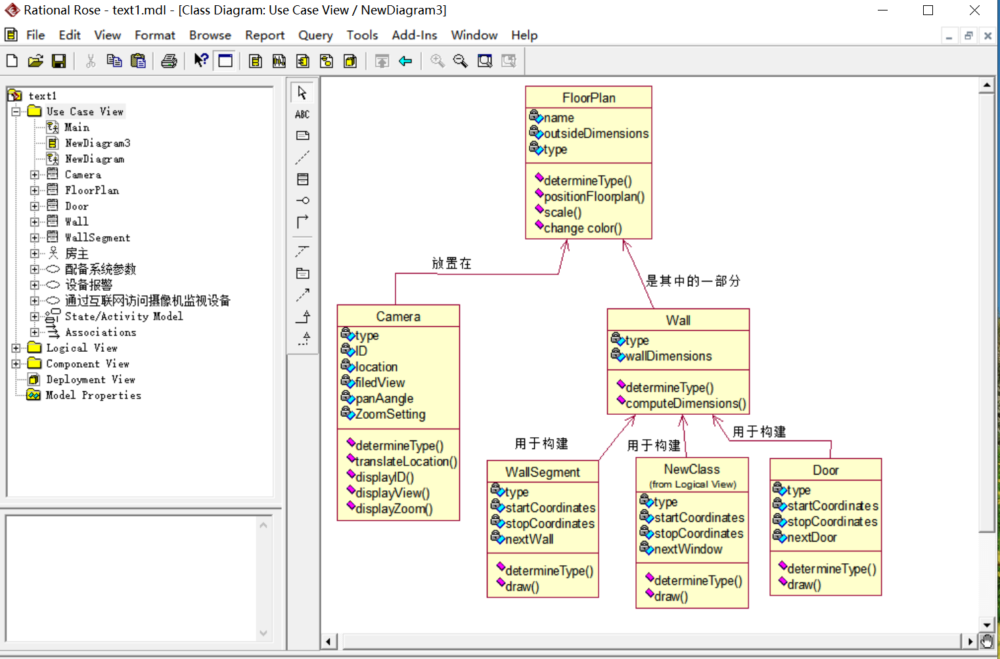 Rational Rose - text1.mdl - [Class Diagram: Use Case View / NewDiagram3]
File Edit View Format Browse Report Query Tools Add-Ins Window Help
text1
Use Case View
Main
NewDiagram3
NewDiagram
Camera
FloorPlan
Door
Wall
WallSegment
房主
配备系统参数
设备报警
通过互联网访问摄像机监视设备
State/Activity Model
Associations
Logical View
Component View
Deployment View
Model Properties
ABC
FloorPlan
name
outsideDimensions
type
determineType()
positionFloorplan()
scale()
change color()
放置在
是其中的一部分
Camera
type
ID
location
filedView
panAangle
ZoomSetting
determineType()
translateLocation()
displayID()
displayView()
displayZoom()
Wall
type
wallDimensions
determineType()
computeDimensions()
用于构建
用于构建
用于构建
WallSegment
type
startCoordinates
stopCoordinates
nextWall
determineType()
draw()
NewClass
(from Logical View)
type
startCoordinates
stopCoordinates
nextWindow
determineType()
draw()
Door
type
startCoordinates
stopCoordinates
nextDoor
determineType()
draw()